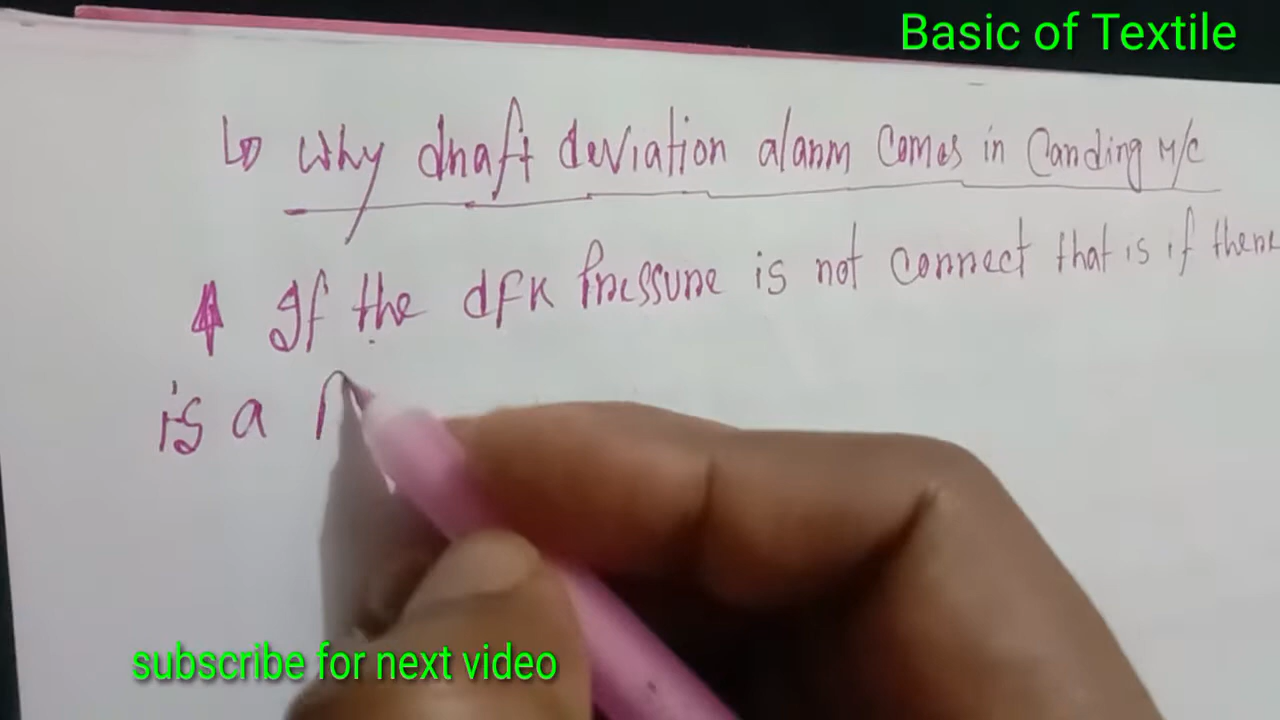 Basic of Textile
↳ Why draft deviation alarm comes in Carding M/c
If the dfk Pressure is not correct that is if there
is a
subscribe for next video